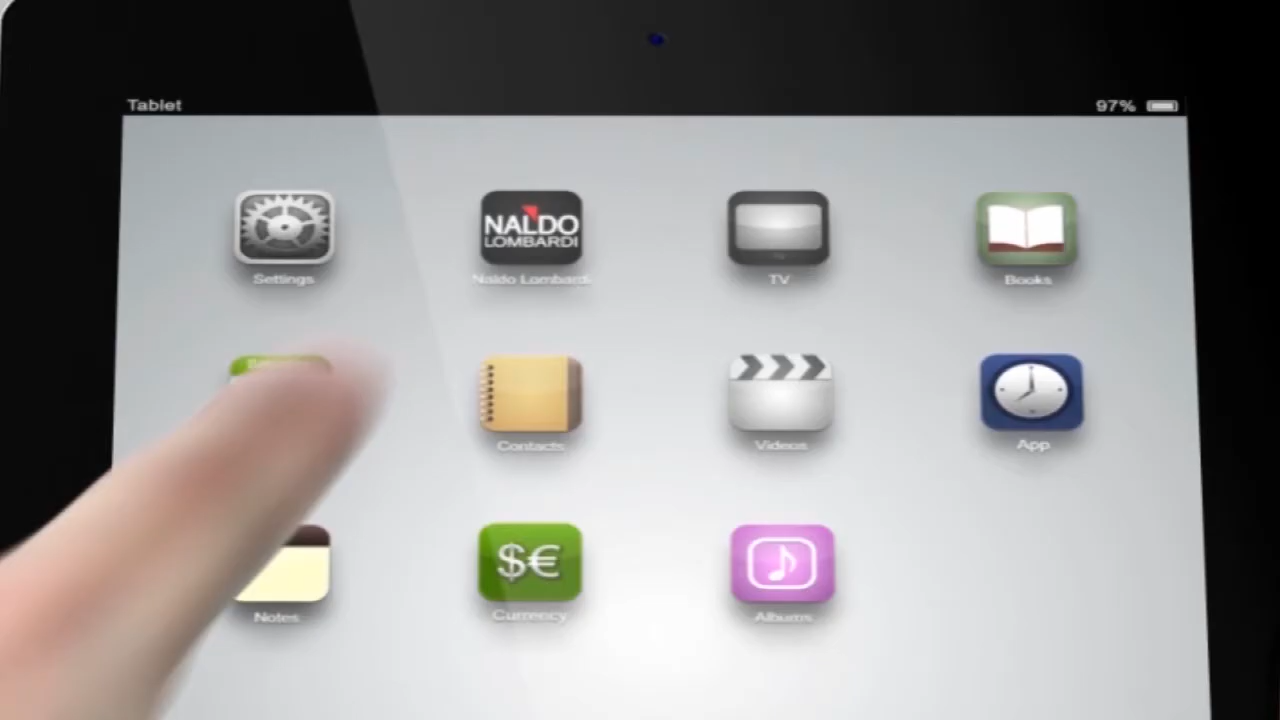 Tablet
97%
NALDO
LOMBARDI
Settings
Naldo Lombardi
TV
Books
Contacts
Videos
App
$€
Notes
Currency
Albums